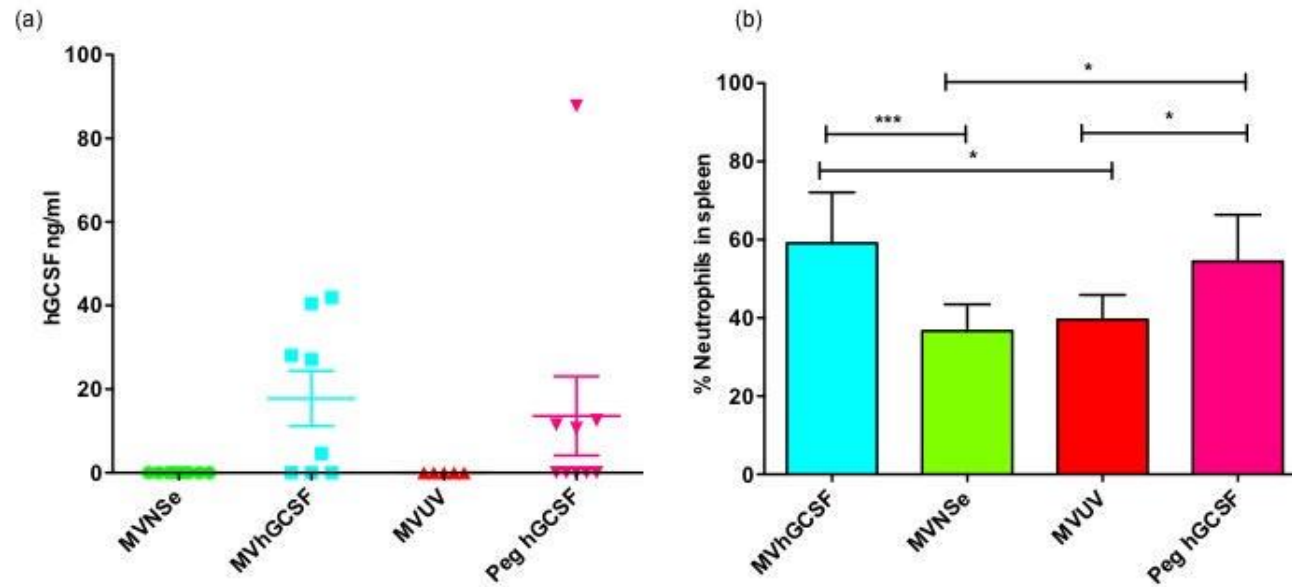 (a)
100
80
60
40
20
0
hGCSF ng/ml
MVNSe
MVhGCSF
MVUV
Peg hGCSF
(b)
100
80
60
40
20
0
% Neutrophils in spleen
*
***
*
*
MVhGCSF
MVNSe
MVUV
Peg hGCSF